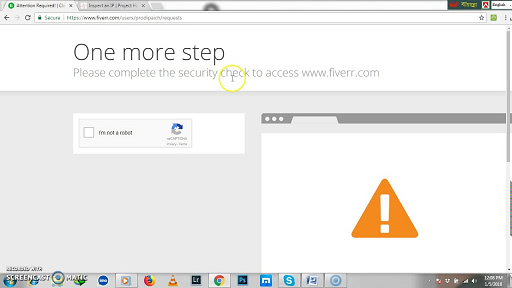 Attention Required! | Cl
Inspect an IP | Project H
English
Secure
https://www.fiverr.com/users/prodipash/requests
One more step
Please complete the security check to access www.fiverr.com
I'm not a robot
reCAPTCHA
Privacy - Terms
RECORDED WITH
SCREENCAST MATIC
12:08 PM
1/5/2018